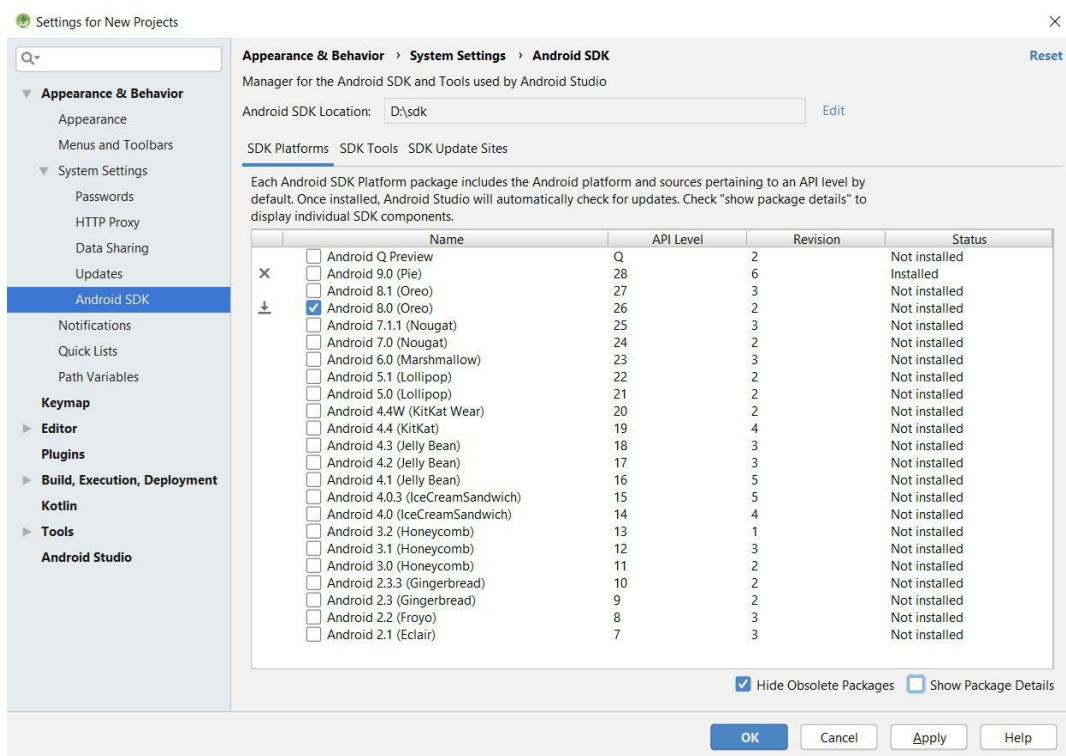 Settings for New Projects
Appearance & Behavior
Appearance
Menus and Toolbars
System Settings
Passwords
HTTP Proxy
Data Sharing
Updates
Android SDK
Notifications
Quick Lists
Path Variables
Keymap
Editor
Plugins
Build, Execution, Deployment
Kotlin
Tools
Android Studio
Appearance & Behavior › System Settings › Android SDK Reset
Manager for the Android SDK and Tools used by Android Studio
Android SDK Location: D:\sdk Edit
SDK Platforms SDK Tools SDK Update Sites
Each Android SDK Platform package includes the Android platform and sources pertaining to an API level by
default. Once installed, Android Studio will automatically check for updates. Check "show package details" to
display individual SDK components.
Name API Level Revision Status
Android Q Preview Q 2 Not installed
Android 9.0 (Pie) 28 6 Installed
Android 8.1 (Oreo) 27 3 Not installed
Android 8.0 (Oreo) 26 2 Not installed
Android 7.1.1 (Nougat) 25 3 Not installed
Android 7.0 (Nougat) 24 2 Not installed
Android 6.0 (Marshmallow) 23 3 Not installed
Android 5.1 (Lollipop) 22 2 Not installed
Android 5.0 (Lollipop) 21 2 Not installed
Android 4.4W (KitKat Wear) 20 2 Not installed
Android 4.4 (KitKat) 19 4 Not installed
Android 4.3 (Jelly Bean) 18 3 Not installed
Android 4.2 (Jelly Bean) 17 3 Not installed
Android 4.1 (Jelly Bean) 16 5 Not installed
Android 4.0.3 (IceCreamSandwich) 15 5 Not installed
Android 4.0 (IceCreamSandwich) 14 4 Not installed
Android 3.2 (Honeycomb) 13 1 Not installed
Android 3.1 (Honeycomb) 12 3 Not installed
Android 3.0 (Honeycomb) 11 2 Not installed
Android 2.3.3 (Gingerbread) 10 2 Not installed
Android 2.3 (Gingerbread) 9 2 Not installed
Android 2.2 (Froyo) 8 3 Not installed
Android 2.1 (Eclair) 7 3 Not installed
Hide Obsolete Packages Show Package Details
OK Cancel Apply Help